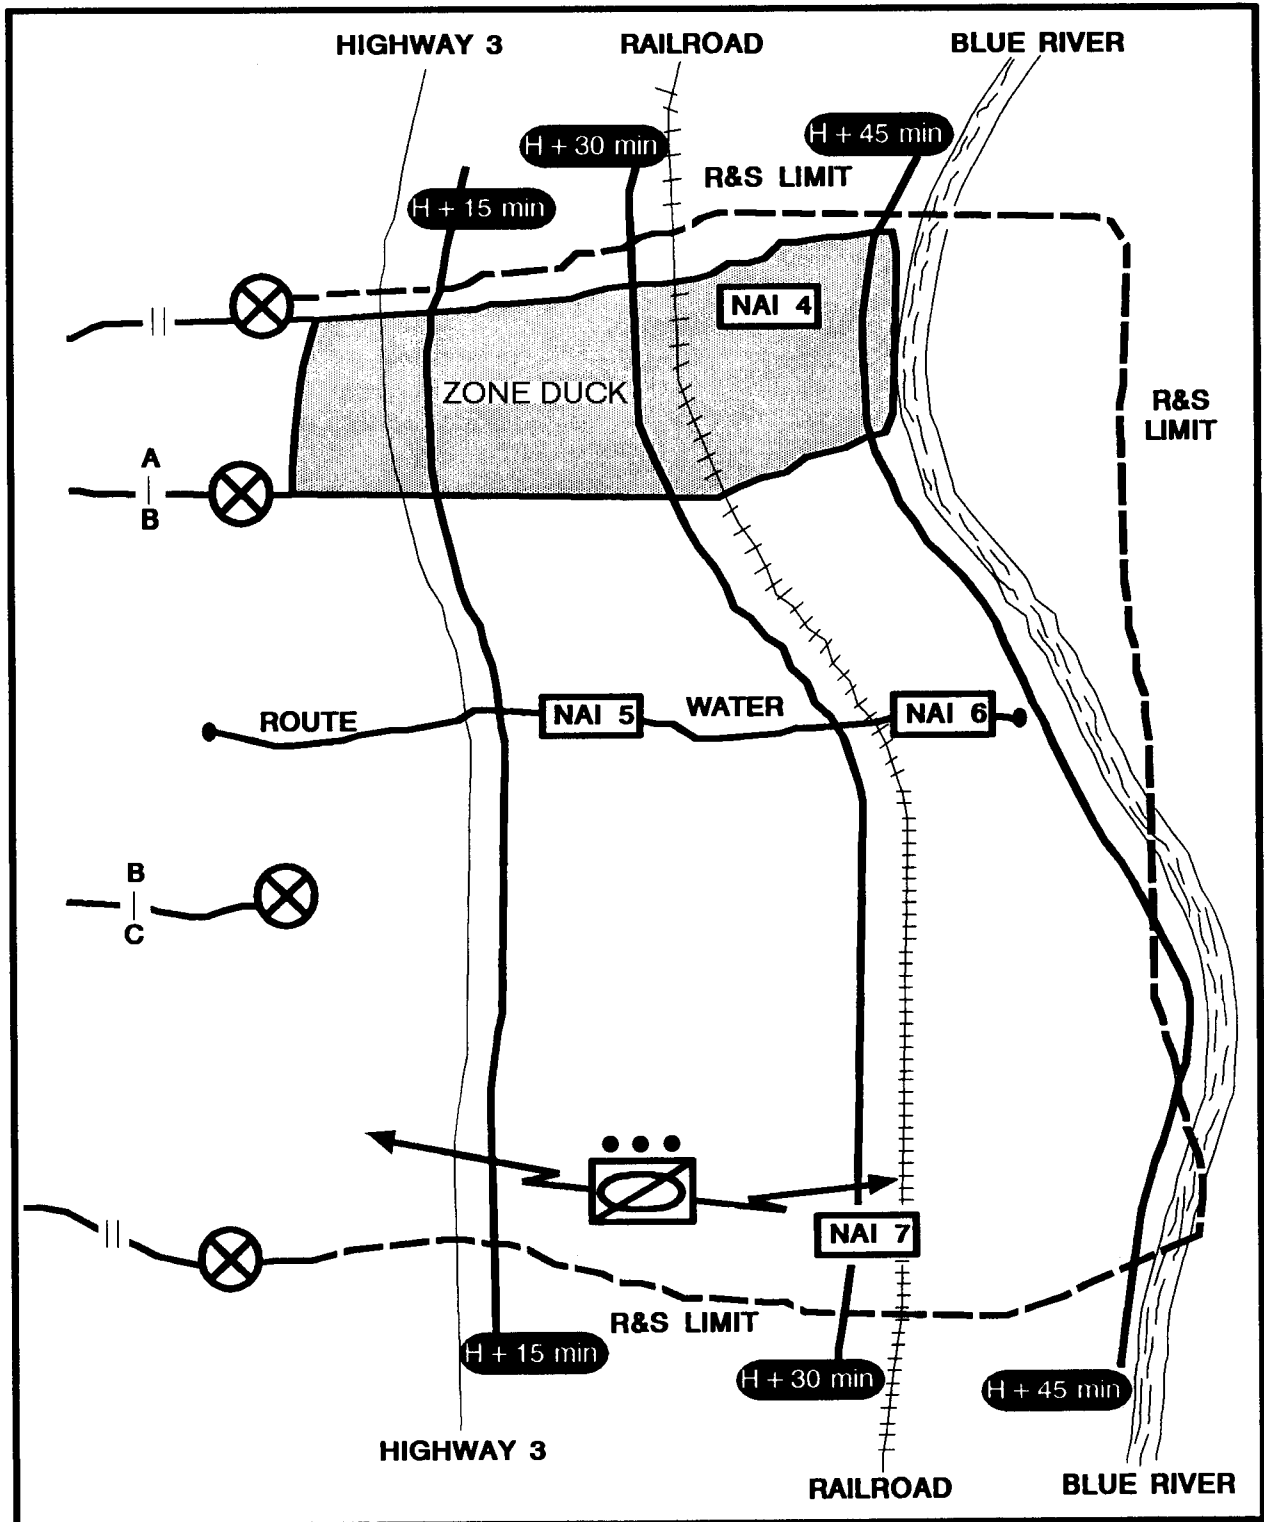 HIGHWAY 3
RAILROAD
BLUE RIVER
H + 30 min
H + 45 min
R&S LIMIT
H + 15 min
NAI 4
ZONE DUCK
R&S
LIMIT
A
B
ROUTE
NAI 5
WATER
NAI 6
B
C
NAI 7
R&S LIMIT
H + 15 min
H + 30 min
H + 45 min
HIGHWAY 3
RAILROAD
BLUE RIVER